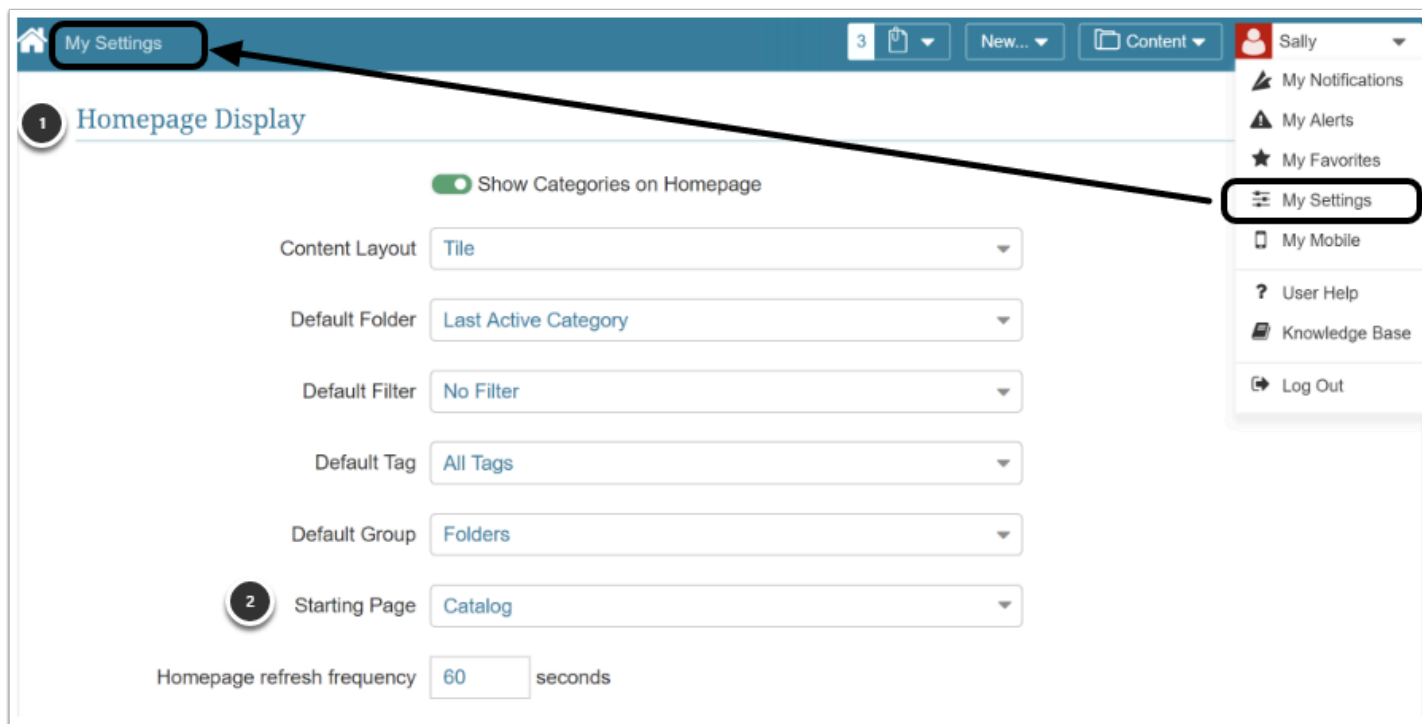 My Settings
3
New...
Content
Sally
My Notifications
My Alerts
My Favorites
My Settings
My Mobile
? User Help
Knowledge Base
Log Out
1 Homepage Display
Show Categories on Homepage
Content Layout Tile
Default Folder Last Active Category
Default Filter No Filter
Default Tag All Tags
Default Group Folders
2 Starting Page Catalog
Homepage refresh frequency 60 seconds